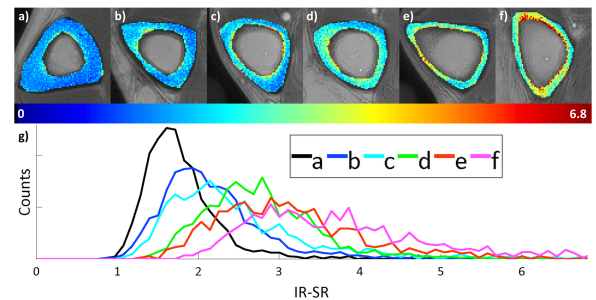 a) b) c) d) e) f)
0 6.8
g)
Counts
a b c d e f
0 1 2 3 4 5 6
IR-SR